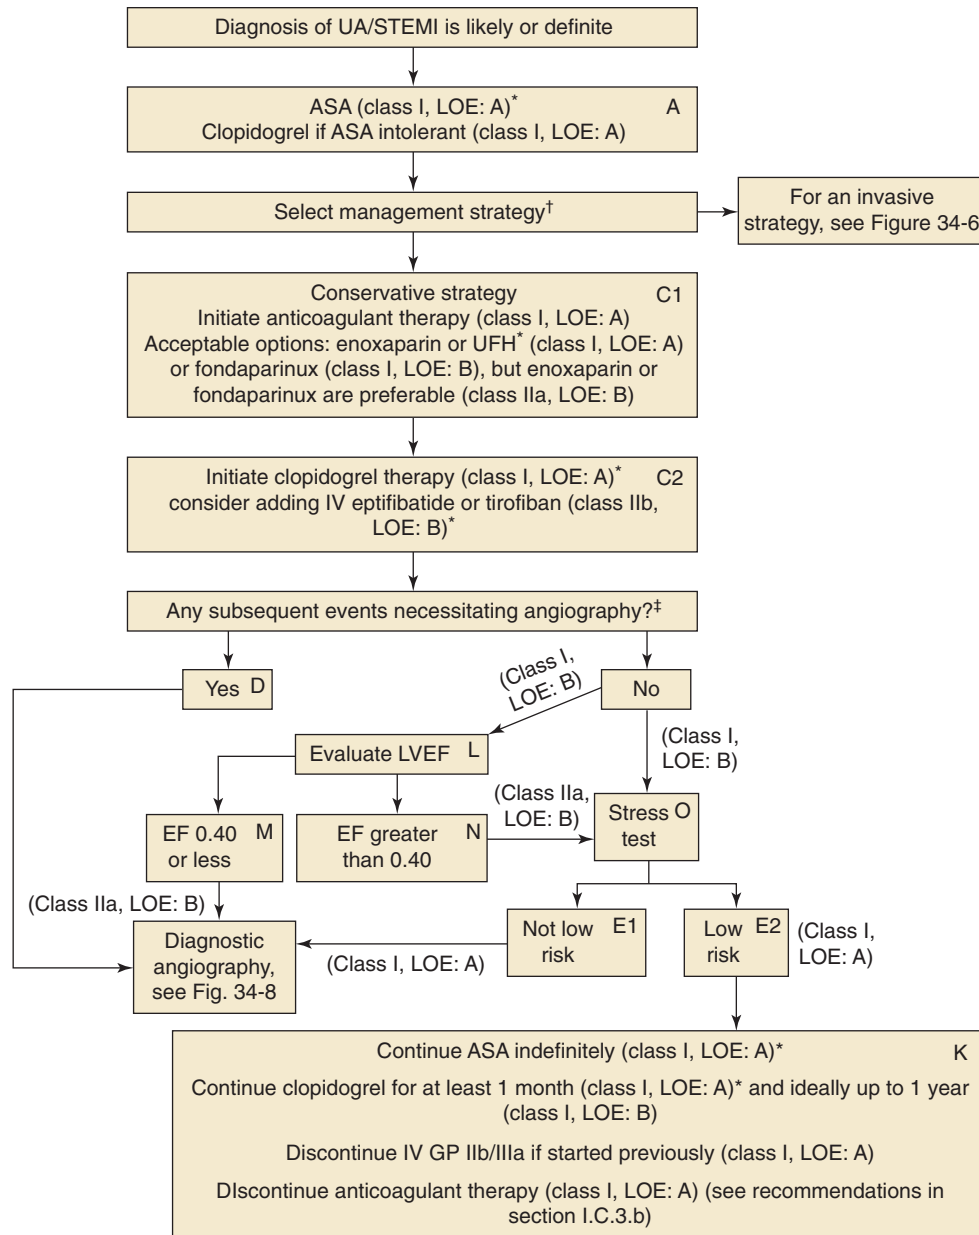 Diagnosis of UA/STEMI is likely or definite
ASA (class I, LOE: A)* A
Clopidogrel if ASA intolerant (class I, LOE: A)
Select management strategy†
For an invasive
strategy, see Figure 34-6
Conservative strategy C1
Initiate anticoagulant therapy (class I, LOE: A)
Acceptable options: enoxaparin or UFH* (class I, LOE: A)
or fondaparinux (class I, LOE: B), but enoxaparin or
fondaparinux are preferable (class IIa, LOE: B)
Initiate clopidogrel therapy (class I, LOE: A)* C2
consider adding IV eptifibatide or tirofiban (class IIb,
LOE: B)*
Any subsequent events necessitating angiography?‡
Yes D
No
(Class I,
LOE: B)
(Class I,
LOE: B)
Evaluate LVEF L
EF 0.40 M
or less
EF greater N
than 0.40
(Class IIa,
LOE: B)
Stress O
test
(Class IIa, LOE: B)
Diagnostic
angiography,
see Fig. 34-8
(Class I, LOE: A)
Not low E1
risk
Low E2
risk
(Class I,
LOE: A)
Continue ASA indefinitely (class I, LOE: A)* K
Continue clopidogrel for at least 1 month (class I, LOE: A)* and ideally up to 1 year
(class I, LOE: B)
Discontinue IV GP IIb/IIIa if started previously (class I, LOE: A)
DIscontinue anticoagulant therapy (class I, LOE: A) (see recommendations in
section I.C.3.b)